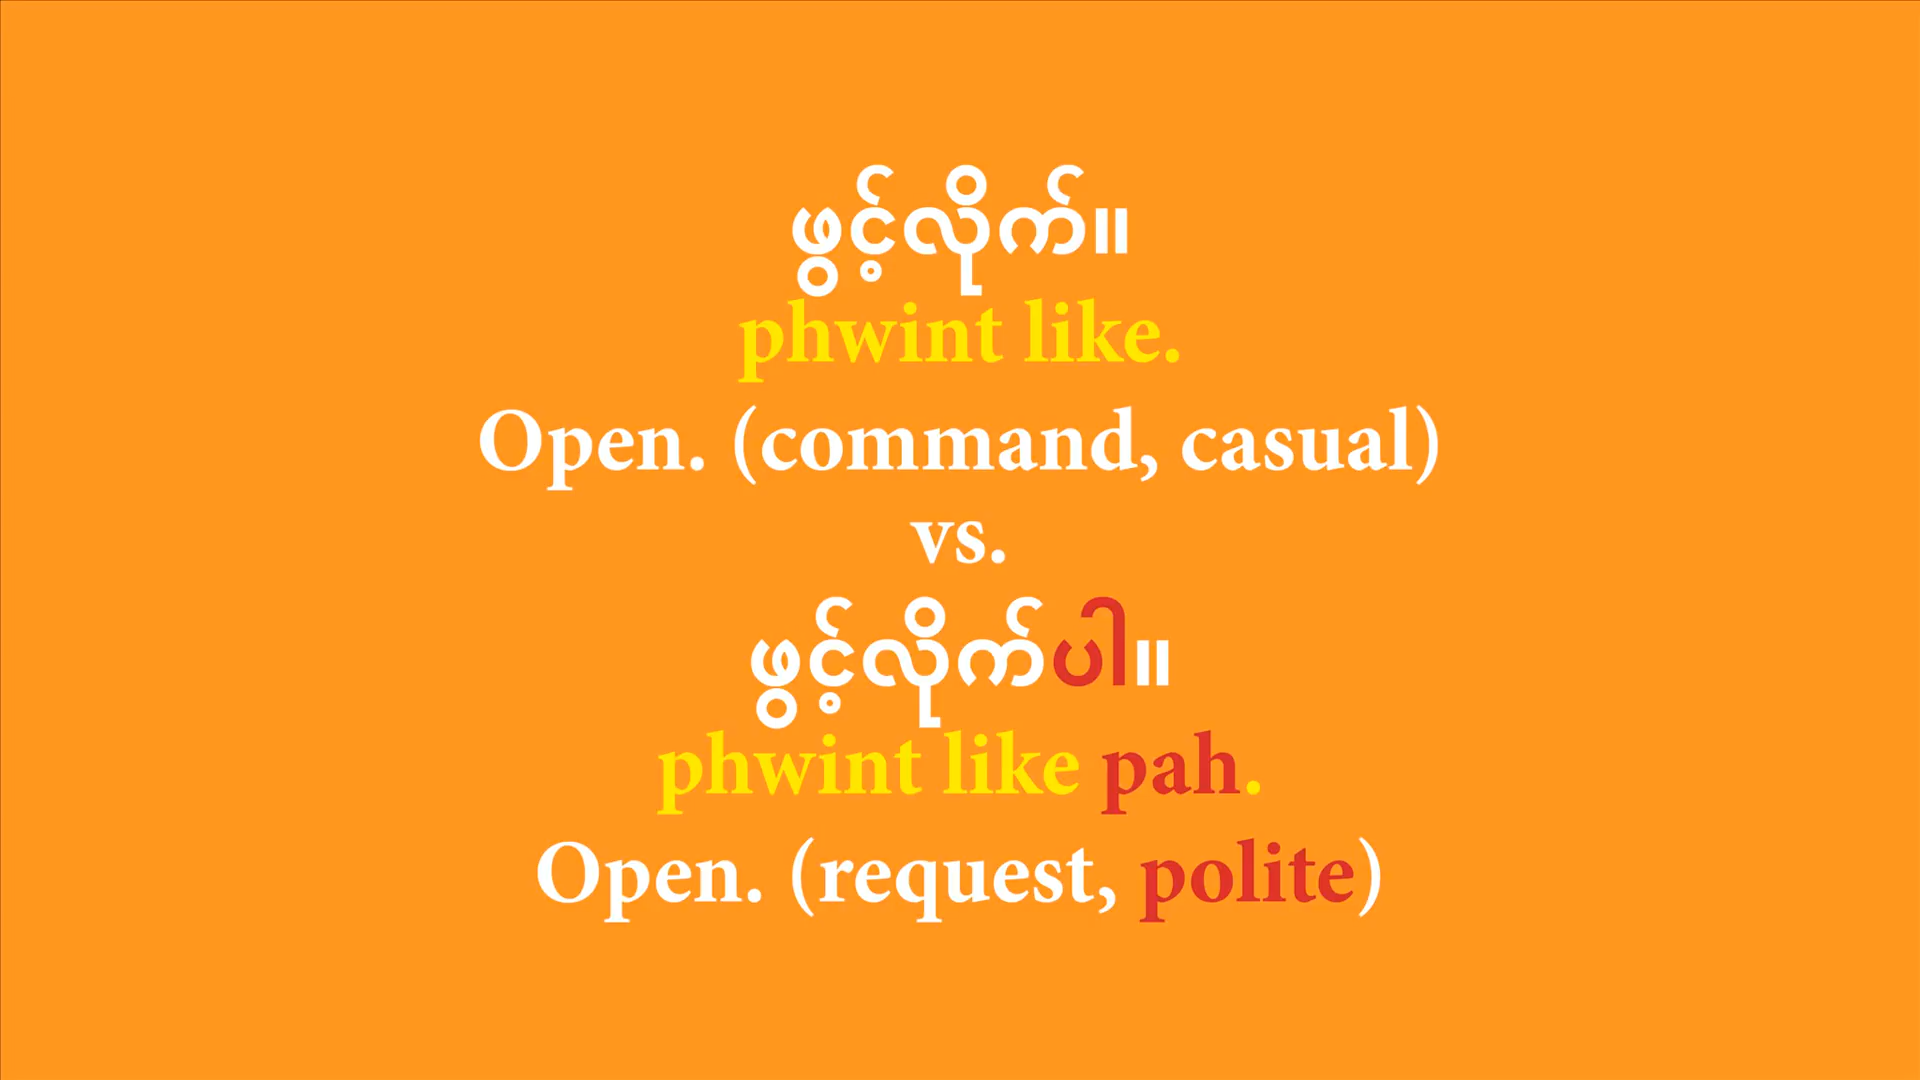 ဖွင့်လိုက်။
phwint like.
Open. (command, casual)
vs.
ဖွင့်လိုက်ပါ။
phwint like pah.
Open. (request, polite)